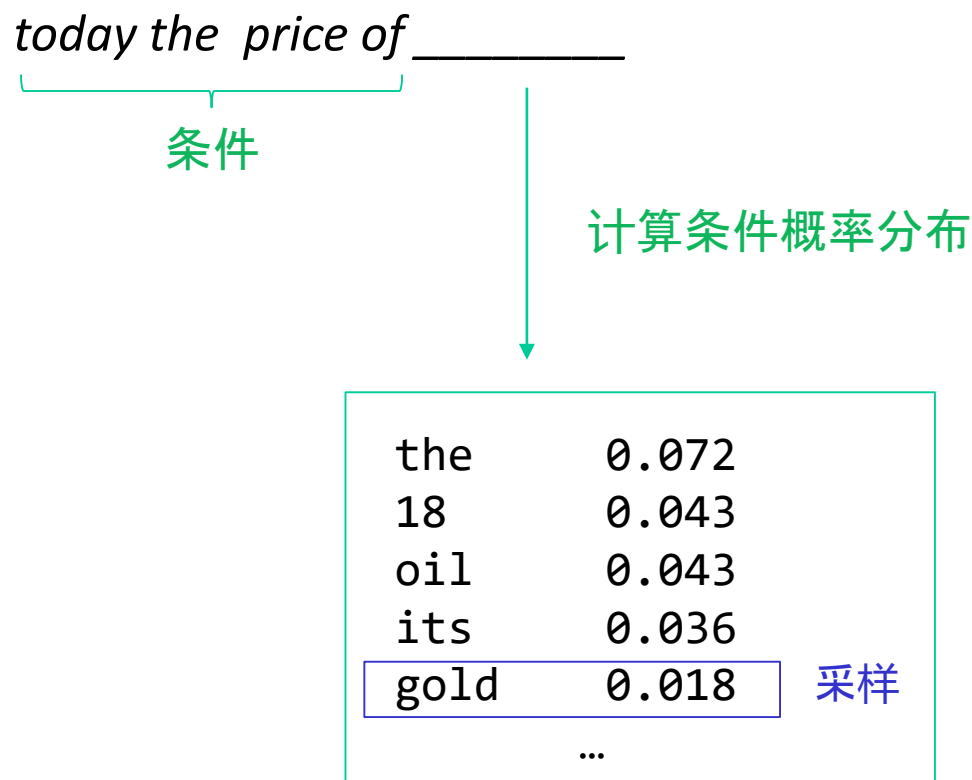 today the price of ________
条件
计算条件概率分布
the 0.072
18 0.043
oil 0.043
its 0.036
gold 0.018 采样
…